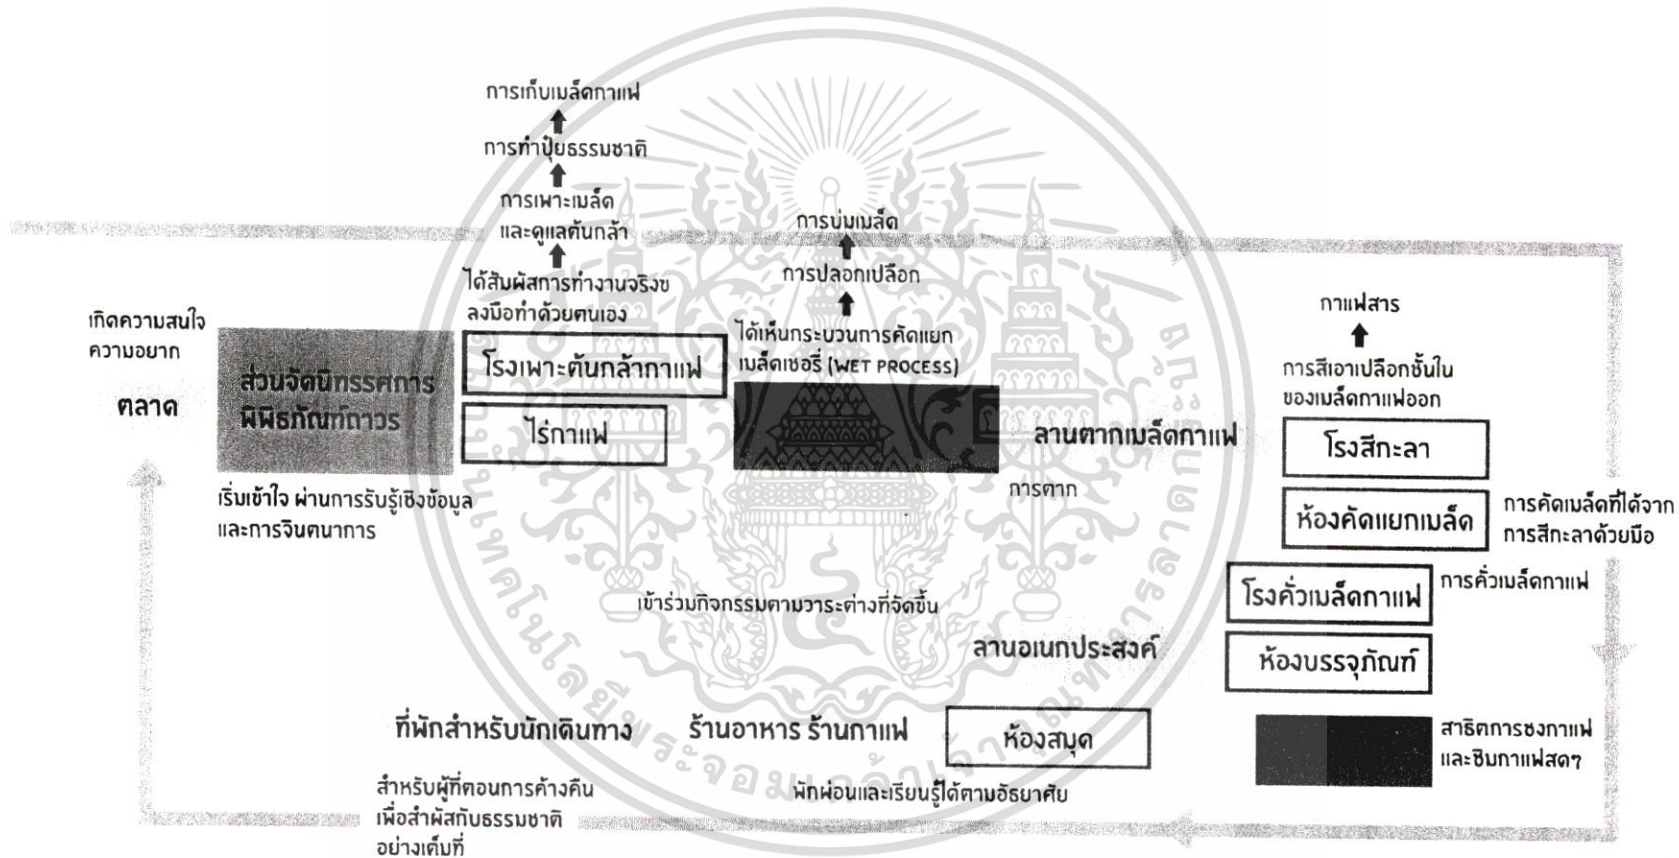 การเก็บเมล็ดกาแฟ
การทำปุ๋ยธรรมชาติ
การเพาะเมล็ด
และดูแลต้นกล้า
ได้สัมผัสการทำงานจริงข
ลงมือทำด้วยตนเอง
เกิดความสนใจ
ความอยาก
ตลาด
ส่วนจัดนิทรรศการ
พิพิธภัณฑ์ถาวร
เริ่มเข้าใจ ผ่านการรับรู้เชิงข้อมูล
และการจินตนาการ
โรงเพาะต้นกล้ากาแฟ
ไร่กาแฟ
การบ่มเมล็ด
การปลอกเปลือก
ได้เห็นกระบวนการคัดแยก
เมล็ดเชอรี่ (WET PROCESS)
ลานตากเมล็ดกาแฟ
การตาก
กาแฟสาร
การสีเอาเปลือกชั้นใน
ของเมล็ดกาแฟออก
โรงสีกะลา
ห้องคัดแยกเมล็ด
การคัดเมล็ดที่ได้จาก
การสีกะลาด้วยมือ
โรงคั่วเมล็ดกาแฟ
การคั่วเมล็ดกาแฟ
ห้องบรรจุภัณฑ์
สาธิตการชงกาแฟ
และชิมกาแฟสดๆ
เข้าร่วมกิจกรรมตามวาระต่างที่จัดขึ้น
ลานอเนกประสงค์
ที่พักสำหรับนักเดินทาง
ร้านอาหาร ร้านกาแฟ
ห้องสมุด
พักผ่อนและเรียนรู้ได้ตามอัธยาศัย
สำหรับผู้ที่ตอนการค้างคืน
เพื่อสำผัสกับธรรมชาติ
อย่างเต็มที่